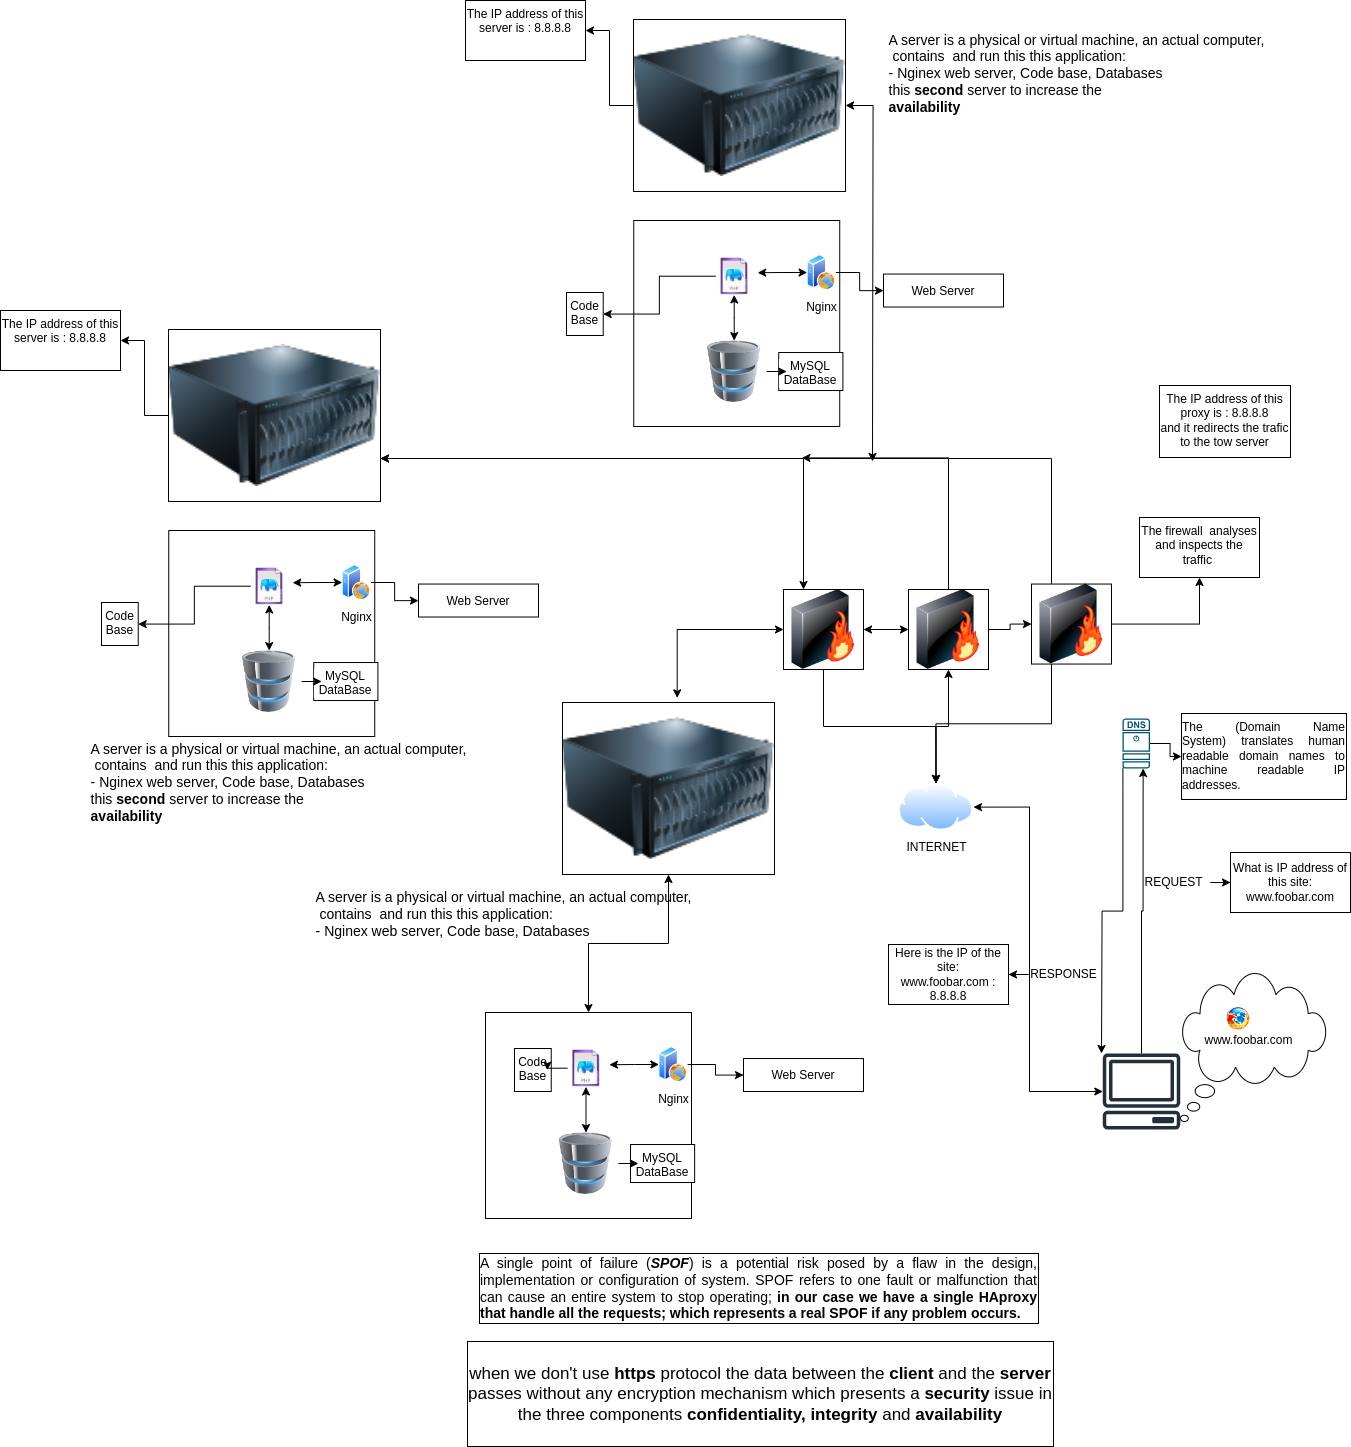 The IP address of this
server is : 8.8.8.8
A server is a physical or virtual machine, an actual computer,
contains  and run this this application:
- Nginex web server, Code base, Databases
this second server to increase the
availability
PHP
Nginx
Web Server
Code
Base
MySQL
DataBase
The IP address of this
server is : 8.8.8.8
The IP address of this
proxy is : 8.8.8.8
and it redirects the trafic
to the tow server
The firewall  analyses
and inspects the
traffic
PHP
Nginx
Web Server
Code
Base
MySQL
DataBase
A server is a physical or virtual machine, an actual computer,
contains  and run this this application:
- Nginex web server, Code base, Databases
this second server to increase the
availability
DNS
The (Domain Name
System) translates human
readable domain names to
machine readable IP
addresses.
INTERNET
REQUEST
What is IP address of
this site:
www.foobar.com
A server is a physical or virtual machine, an actual computer,
contains  and run this this application:
- Nginex web server, Code base, Databases
Here is the IP of the
site:
www.foobar.com :
8.8.8.8
RESPONSE
www.foobar.com
Code
Base
PHP
Nginx
Web Server
MySQL
DataBase
A single point of failure (SPOF) is a potential risk posed by a flaw in the design,
implementation or configuration of system. SPOF refers to one fault or malfunction that
can cause an entire system to stop operating; in our case we have a single HAproxy
that handle all the requests; which represents a real SPOF if any problem occurs.
when we don't use https protocol the data between the client and the server
passes without any encryption mechanism which presents a security issue in
the three components confidentiality, integrity and availability